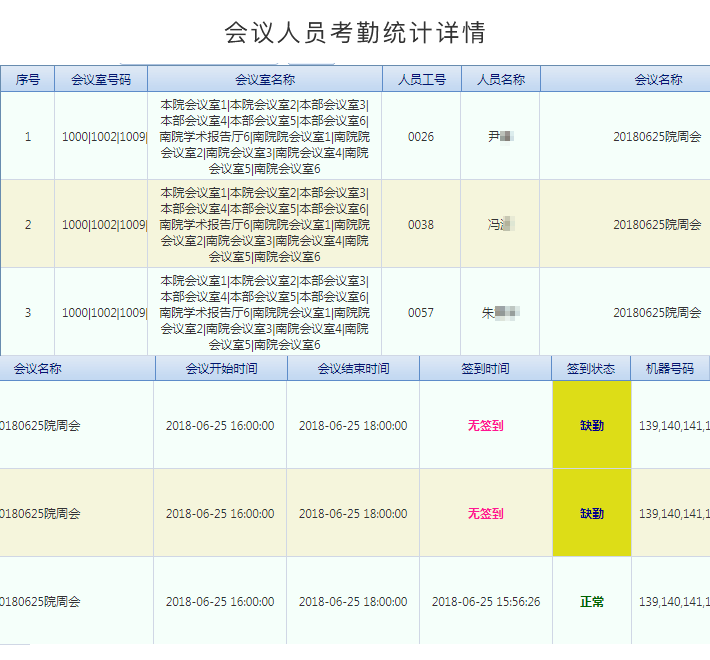 会议人员考勤统计详情
序号 会议室号码 会议室名称 人员工号 人员名称 会议名称
1 1000|1002|1009| 本院会议室1|本院会议室2|本部会议室3| 0026 尹 20180625院周会
本部会议室4|本部会议室5|本部会议室6|
南院学术报告厅6|南院院会议室1|南院院
会议室2|南院会议室3|南院会议室4|南院
会议室5|南院会议室6
2 1000|1002|1009| 本院会议室1|本院会议室2|本部会议室3| 0038 冯 20180625院周会
本部会议室4|本部会议室5|本部会议室6|
南院学术报告厅6|南院院会议室1|南院院
会议室2|南院会议室3|南院会议室4|南院
会议室5|南院会议室6
3 1000|1002|1009| 本院会议室1|本院会议室2|本部会议室3| 0057 朱 20180625院周会
本部会议室4|本部会议室5|本部会议室6|
南院学术报告厅6|南院院会议室1|南院院
会议室2|南院会议室3|南院会议室4|南院
会议室5|南院会议室6
会议名称 会议开始时间 会议结束时间 签到时间 签到状态 机器号码
0180625院周会 2018-06-25 16:00:00 2018-06-25 18:00:00 无签到 缺勤 139,140,141,1
0180625院周会 2018-06-25 16:00:00 2018-06-25 18:00:00 无签到 缺勤 139,140,141,1
0180625院周会 2018-06-25 16:00:00 2018-06-25 18:00:00 2018-06-25 15:56:26 正常 139,140,141,1